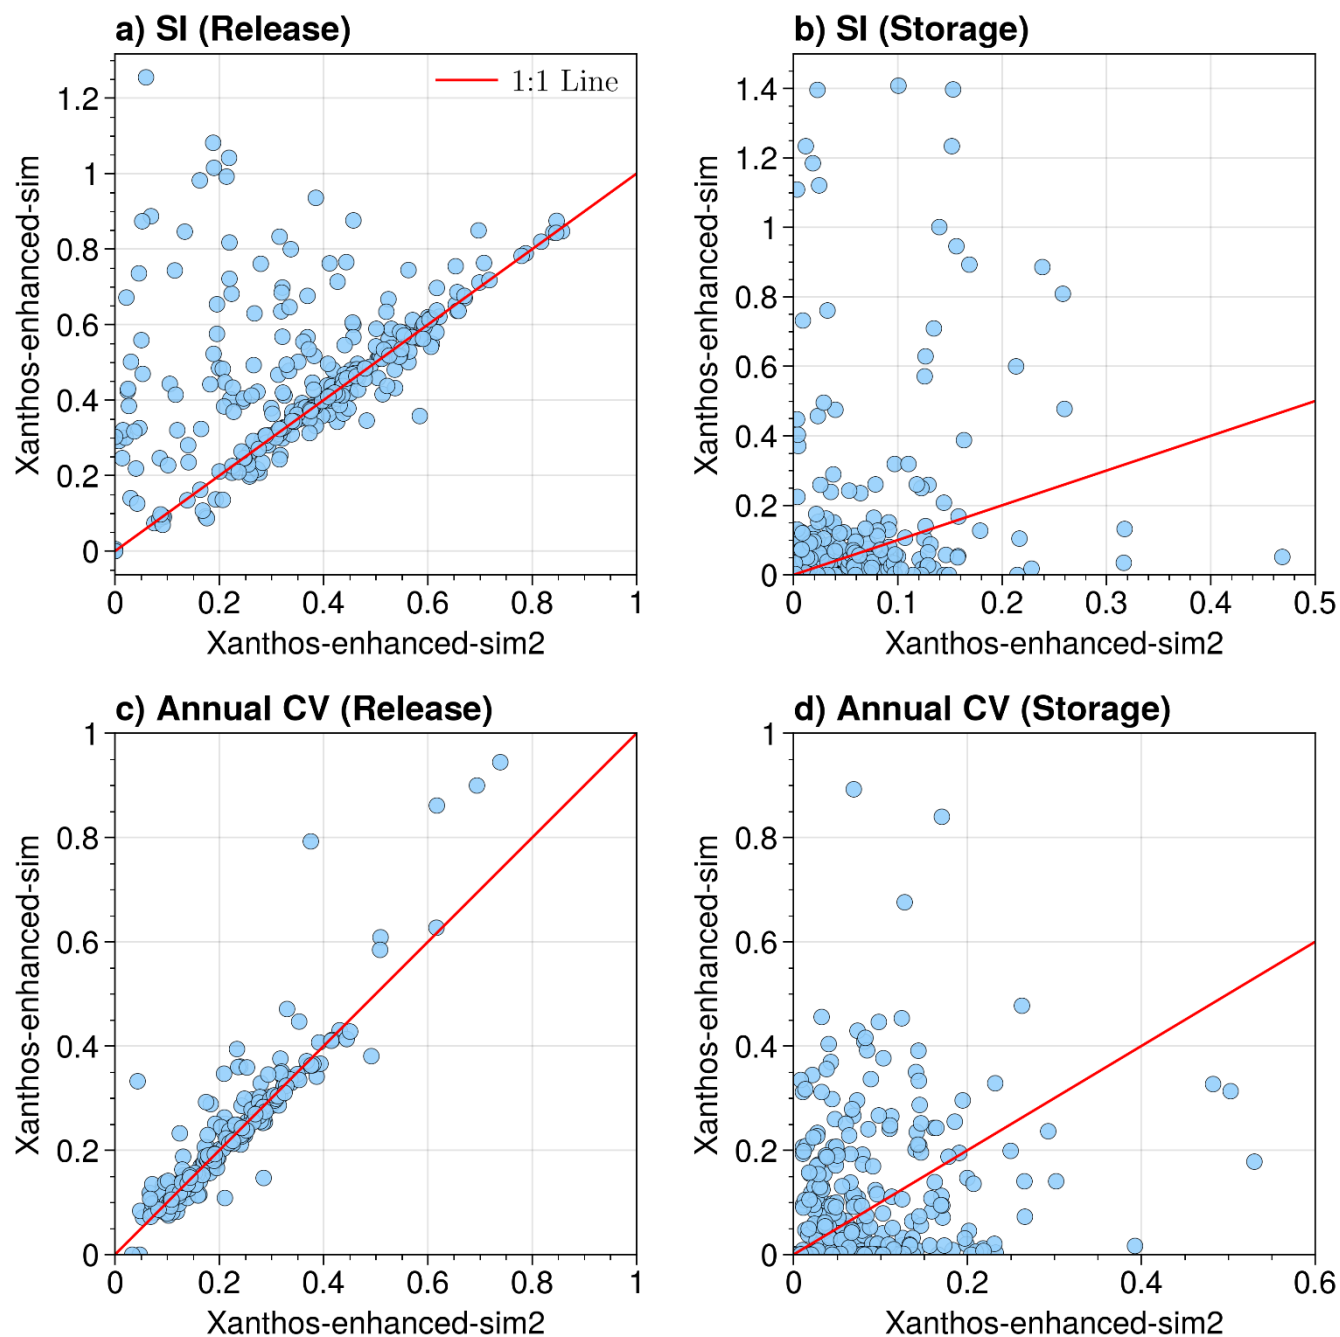 a) SI (Release)
1:1 Line
Xanthos-enhanced-sim
1.2
1
0.8
0.6
0.4
0.2
0
0 0.2 0.4 0.6 0.8 1
Xanthos-enhanced-sim2
b) SI (Storage)
Xanthos-enhanced-sim
1.4
1.2
1
0.8
0.6
0.4
0.2
0
0 0.1 0.2 0.3 0.4 0.5
Xanthos-enhanced-sim2
c) Annual CV (Release)
Xanthos-enhanced-sim
1
0.8
0.6
0.4
0.2
0
0 0.2 0.4 0.6 0.8 1
Xanthos-enhanced-sim2
d) Annual CV (Storage)
Xanthos-enhanced-sim
1
0.8
0.6
0.4
0.2
0
0 0.2 0.4 0.6
Xanthos-enhanced-sim2